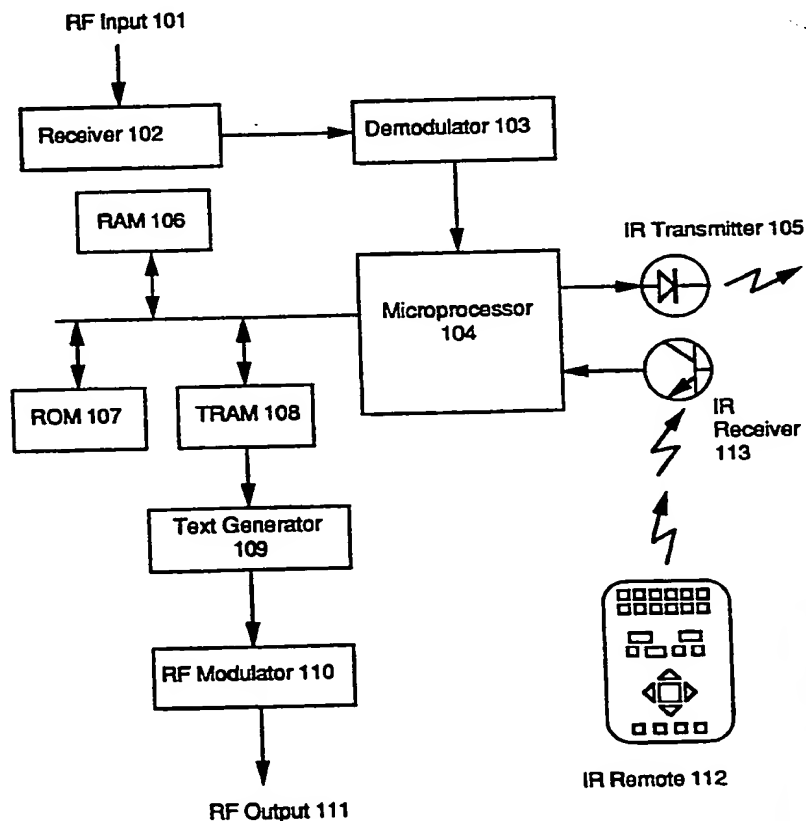 RF Input 101
Receiver 102
Demodulator 103
RAM 106
IR Transmitter 105
Microprocessor
104
ROM 107
TRAM 108
IR
Receiver
113
Text Generator
109
RF Modulator 110
IR Remote 112
RF Output 111